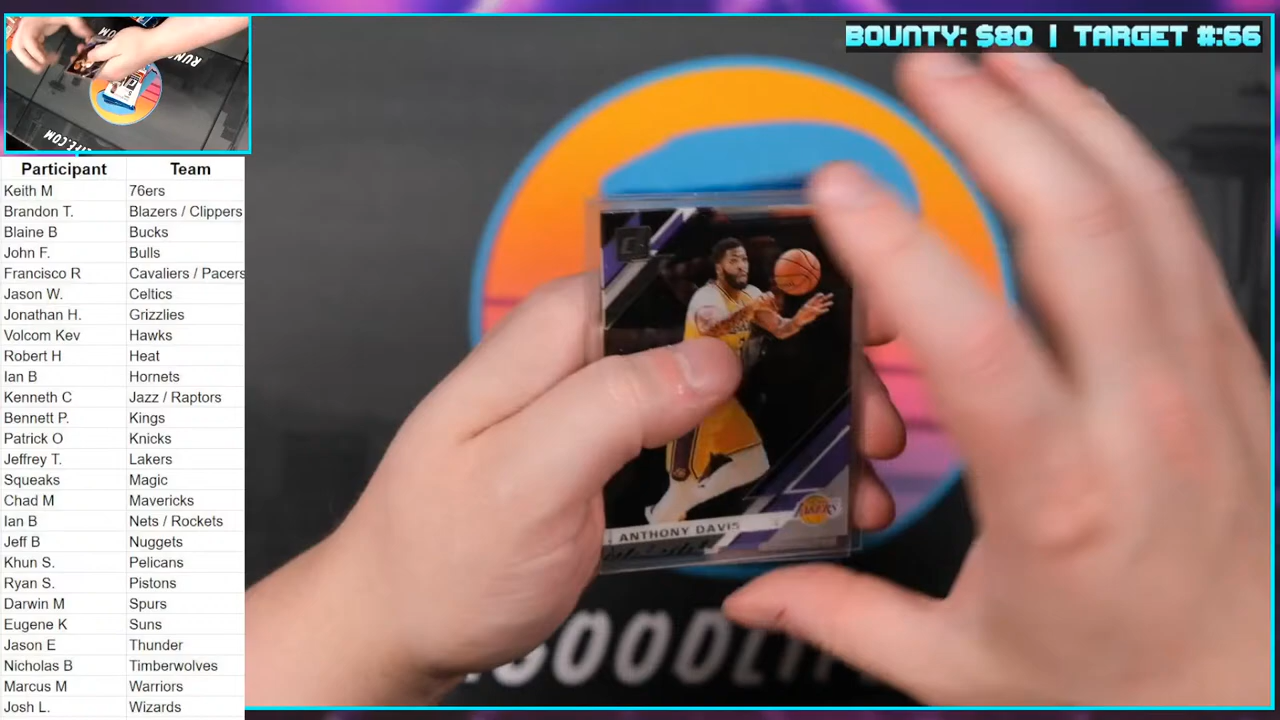 BOUNTY: $80 | TARGET #:66
Participant Team
Keith M 76ers
Brandon T. Blazers / Clippers
Blaine B Bucks
John F. Bulls
Francisco R Cavaliers / Pacers
Jason W. Celtics
Jonathan H. Grizzlies
Volcom Kev Hawks
Robert H Heat
Ian B Hornets
Kenneth C Jazz / Raptors
Bennett P. Kings
Patrick O Knicks
Jeffrey T. Lakers
Squeaks Magic
Chad M Mavericks
Ian B Nets / Rockets
Jeff B Nuggets
Khun S. Pelicans
Ryan S. Pistons
Darwin M Spurs
Eugene K Suns
Jason E Thunder
Nicholas B Timberwolves
Marcus M Warriors
Josh L. Wizards
ANTHONY DAVIS
LAKERS